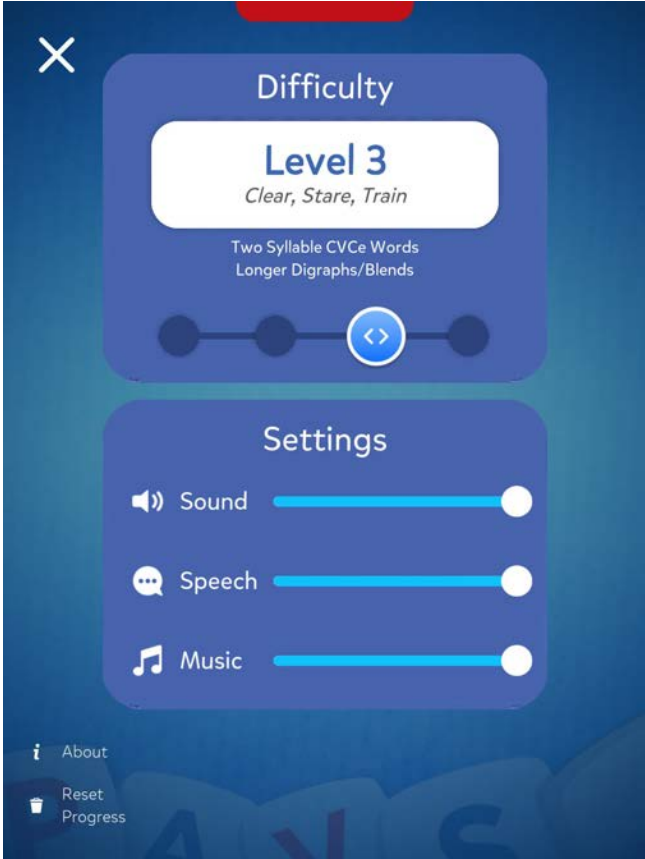 Difficulty
Level 3
Clear, Stare, Train
Two Syllable CVCe Words
Longer Digraphs/Blends
Settings
Sound
Speech
Music
About
Reset
Progress
P A Y S